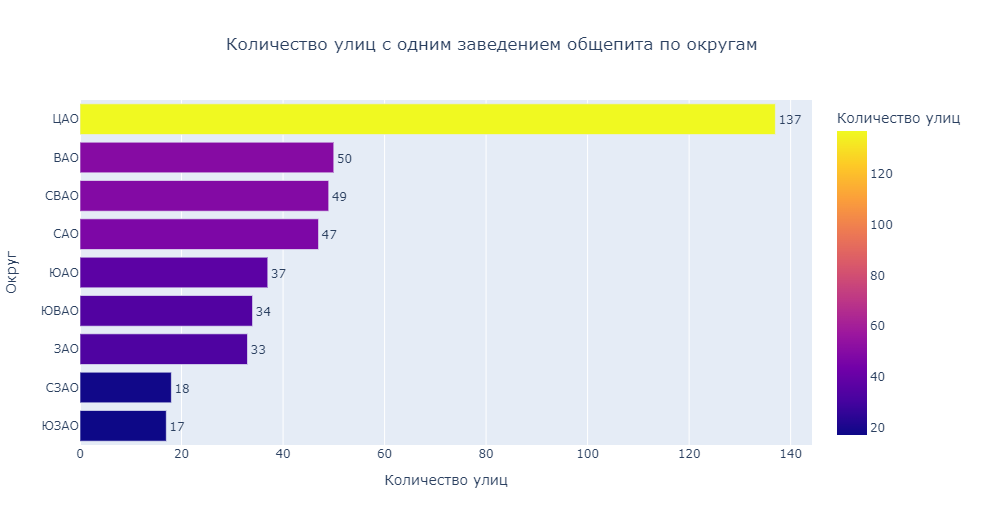 Количество улиц с одним заведением общепита по округам
Округ
ЦАО 137
ВАО 50
СВАО 49
САО 47
ЮАО 37
ЮВАО 34
ЗАО 33
СЗАО 18
ЮЗАО 17
0 20 40 60 80 100 120 140
Количество улиц
Количество улиц
120
100
80
60
40
20